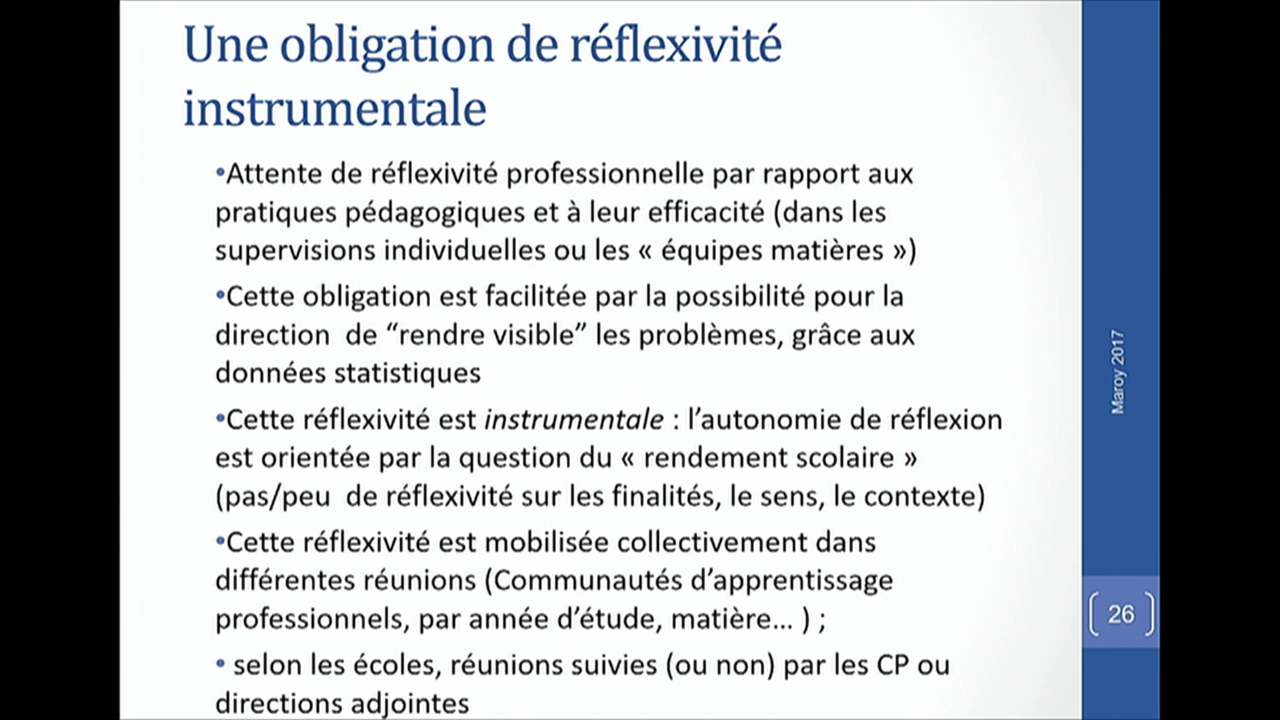 Une obligation de réflexivité
instrumentale
•Attente de réflexivité professionnelle par rapport aux
pratiques pédagogiques et à leur efficacité (dans les
supervisions individuelles ou les « équipes matières »)
•Cette obligation est facilitée par la possibilité pour la
direction  de “rendre visible” les problèmes, grâce aux
données statistiques
•Cette réflexivité est instrumentale : l’autonomie de réflexion
est orientée par la question du « rendement scolaire »
(pas/peu  de réflexivité sur les finalités, le sens, le contexte)
•Cette réflexivité est mobilisée collectivement dans
différentes réunions (Communautés d’apprentissage
professionnels, par année d’étude, matière… ) ;
• selon les écoles, réunions suivies (ou non) par les CP ou
directions adjointes
Maroy 2017
26